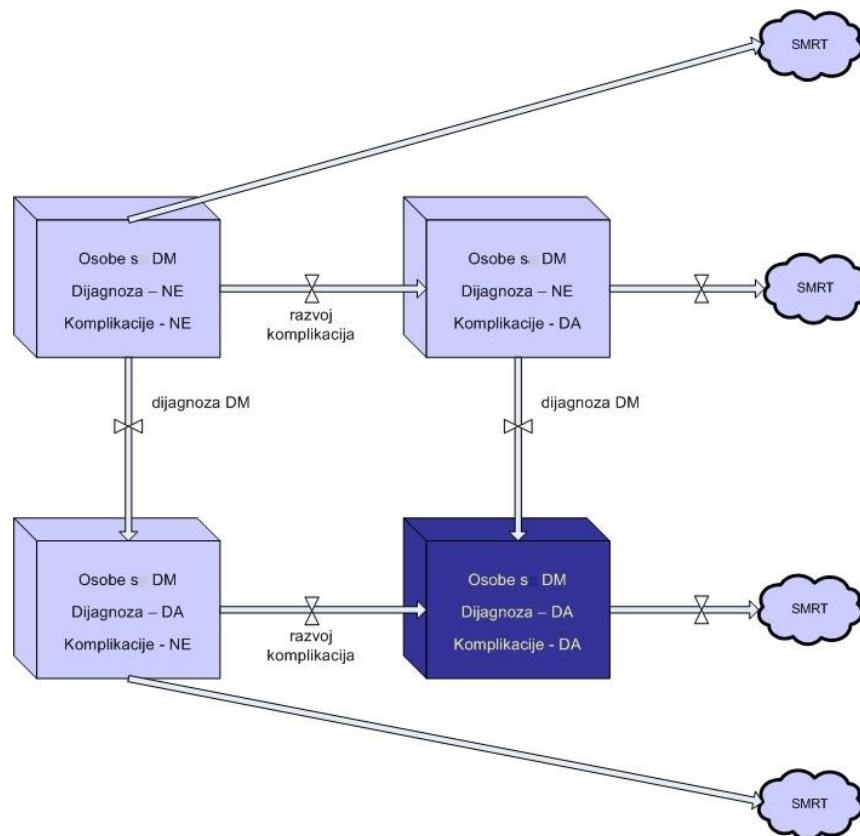 SMRT
Osobe s DM
Dijagnoza – NE
Komplikacije - NE
razvoj
komplikacija
Osobe s DM
Dijagnoza – NE
Komplikacije - DA
SMRT
dijagnoza DM
dijagnoza DM
Osobe s DM
Dijagnoza – DA
Komplikacije - NE
razvoj
komplikacija
Osobe s DM
Dijagnoza – DA
Komplikacije - DA
SMRT
SMRT